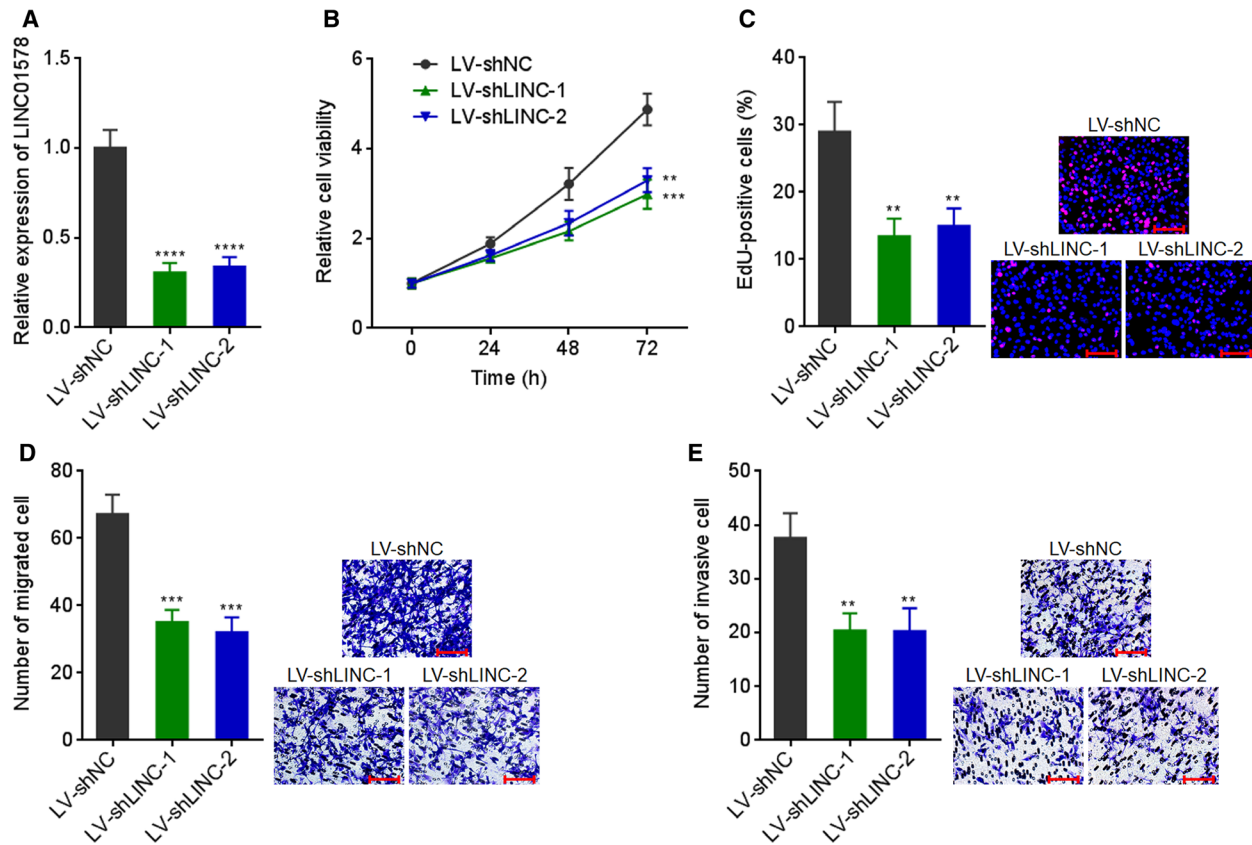 A
Relative expression of LINC01578
1.5
1.0
0.5
0.0
****
****
LV-shNC
LV-shLINC-1
LV-shLINC-2
B
Relative cell viability
6
4
2
0
LV-shNC
LV-shLINC-1
LV-shLINC-2
**
***
0
24
48
72
Time (h)
C
EdU-positive cells (%)
40
30
20
10
0
**
**
LV-shNC
LV-shLINC-1
LV-shLINC-2
LV-shNC
LV-shLINC-1
LV-shLINC-2
D
Number of migrated cell
80
60
40
20
0
***
***
LV-shNC
LV-shLINC-1
LV-shLINC-2
LV-shNC
LV-shLINC-1
LV-shLINC-2
E
Number of invasive cell
50
40
30
20
10
0
**
**
LV-shNC
LV-shLINC-1
LV-shLINC-2
LV-shNC
LV-shLINC-1
LV-shLINC-2